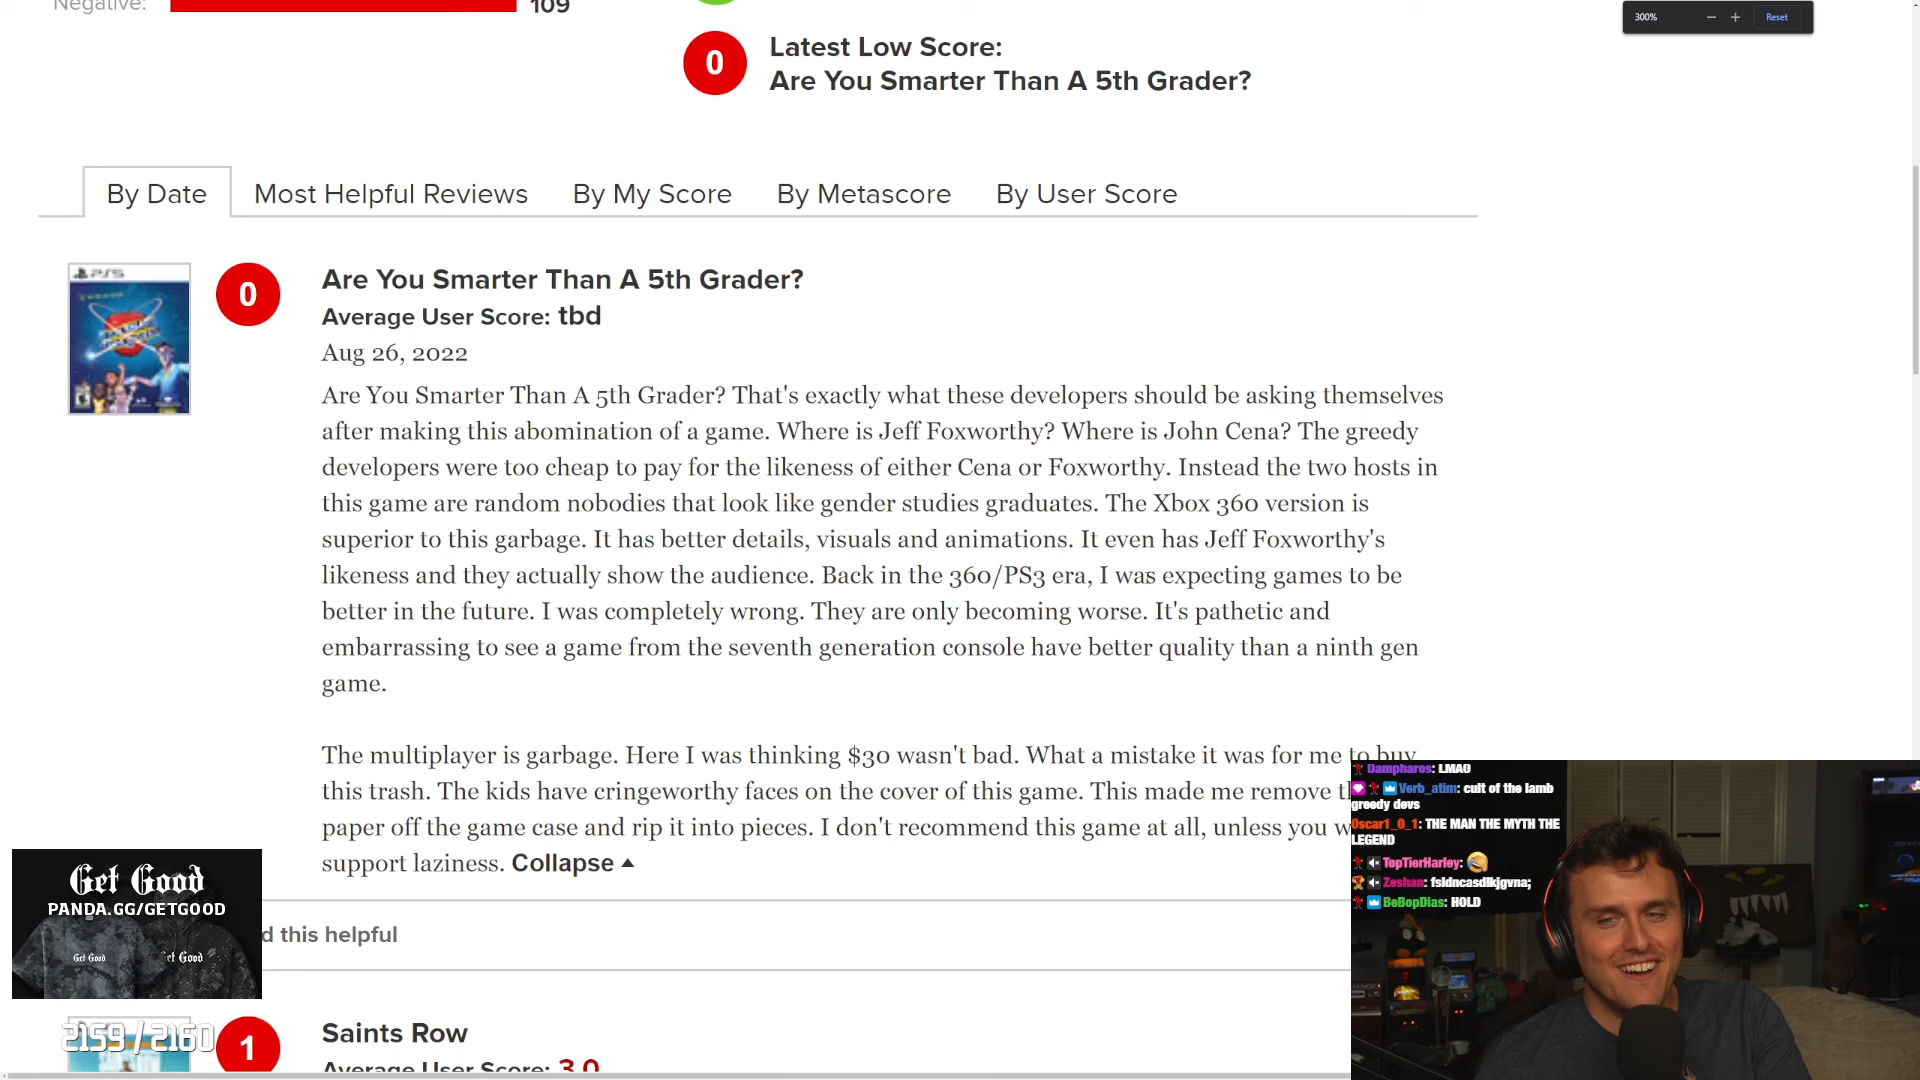 Negative:
109
300%
Reset
0
Latest Low Score:
Are You Smarter Than A 5th Grader?
By Date
Most Helpful Reviews
By My Score
By Metascore
By User Score
PS5
0
Are You Smarter Than A 5th Grader?
Average User Score: tbd
Aug 26, 2022
Are You Smarter Than A 5th Grader? That's exactly what these developers should be asking themselves
after making this abomination of a game. Where is Jeff Foxworthy? Where is John Cena? The greedy
developers were too cheap to pay for the likeness of either Cena or Foxworthy. Instead the two hosts in
this game are random nobodies that look like gender studies graduates. The Xbox 360 version is
superior to this garbage. It has better details, visuals and animations. It even has Jeff Foxworthy's
likeness and they actually show the audience. Back in the 360/PS3 era, I was expecting games to be
better in the future. I was completely wrong. They are only becoming worse. It's pathetic and
embarrassing to see a game from the seventh generation console have better quality than a ninth gen
game.
The multiplayer is garbage. Here I was thinking $30 wasn't bad. What a mistake it was for me to buy
this trash. The kids have cringeworthy faces on the cover of this game. This made me remove
paper off the game case and rip it into pieces. I don't recommend this game at all, unless you
support laziness. Collapse
this helpful
Get Good
PANDA.GG/GETGOOD
Get Good
Get Good
2159/2160
1
Saints Row
Average User Score: 3.0
Dampharos: LMAO
Verb_atim: cult of the lamb
greedy devs
Oscar1_0_1: THE MAN THE MYTH THE
LEGEND
TopTierHarley:
Zeshan: fsldncasdlkjgvna;
BeBopDias: HOLD